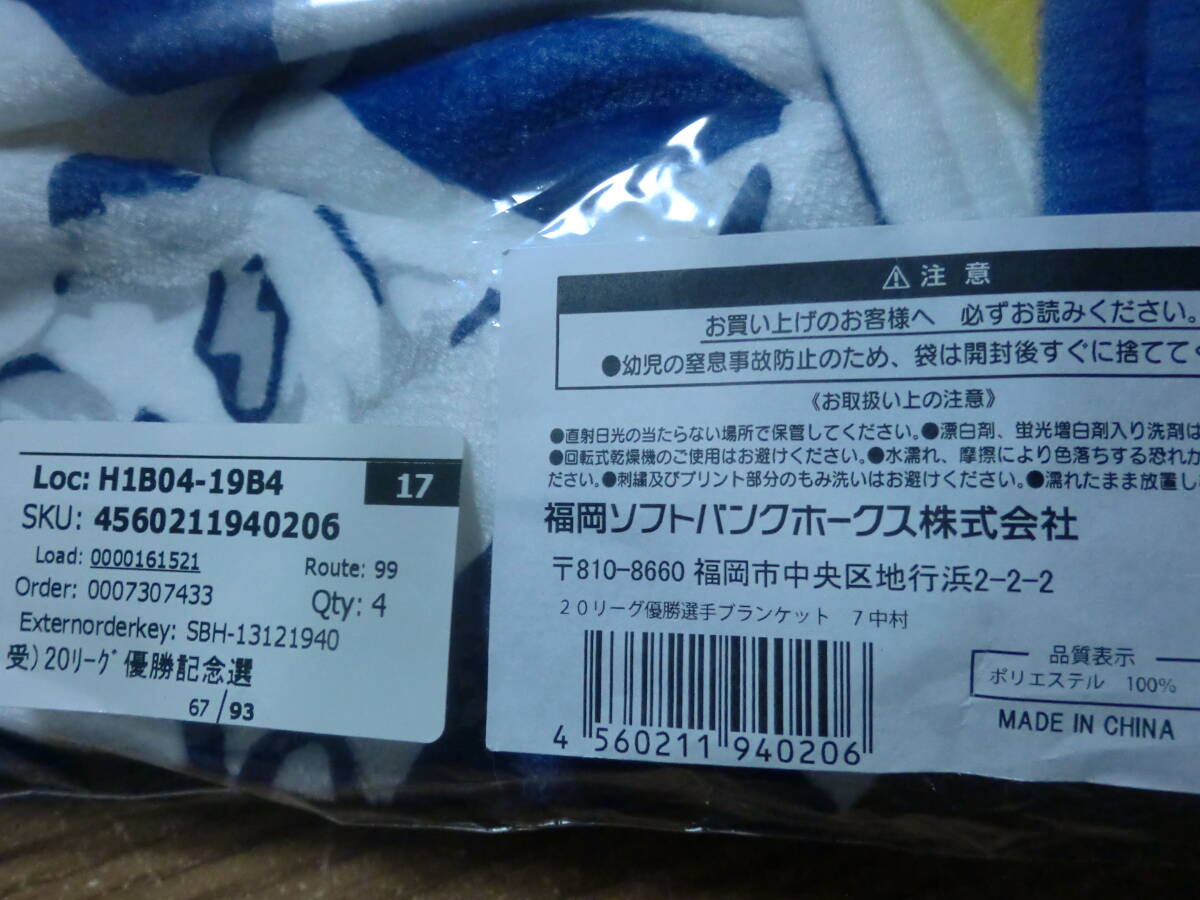 Loc: H1B04-19B4
17
SKU: 4560211940206
Load: 0000161521
Route: 99
Order: 0007307433
Qty: 4
Externorderkey: SBH-13121940
受)20リーグ優勝記念選
67/93
注意
お買い上げのお客様へ 必ずお読みください。
●幼児の窒息事故防止のため、袋は開封後すぐに捨てて
《お取扱い上の注意》
●直射日光の当たらない場所で保管してください。●漂白剤、蛍光増白剤入り洗剤は
●回転式乾燥機のご使用はお避けください。●水濡れ、摩擦により色落ちする恐れが
ださい。●刺繍及びプリント部分のもみ洗いはお避けください。●濡れたまま放置し
福岡ソフトバンクホークス株式会社
〒810-8660 福岡市中央区地行浜2-2-2
20リーグ優勝選手ブランケット 7中村
4 560211 940206
品質表示
ポリエステル 100%
MADE IN CHINA